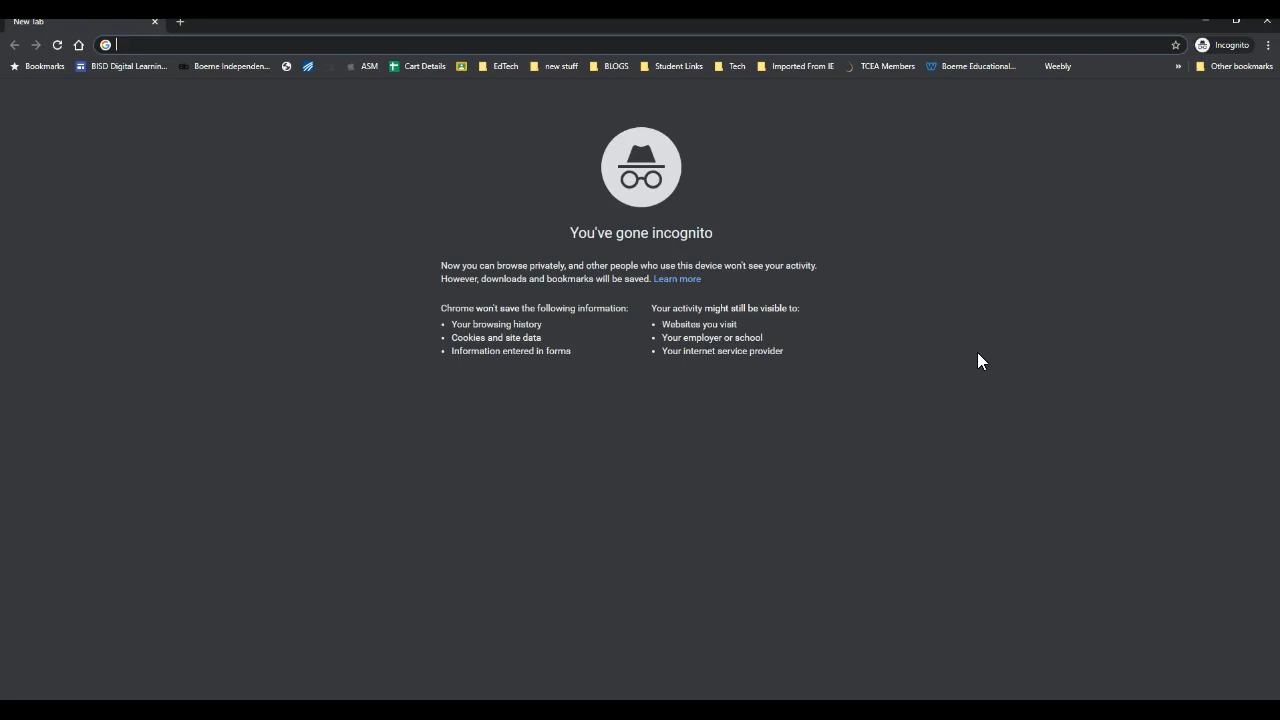 New Tab
Incognito
Bookmarks BISD Digital Learnin... Boerne Independen... ASM Cart Details EdTech new stuff BLOGS Student Links Tech Imported From IE TCEA Members Boerne Educational... Weebly » Other bookmarks
You've gone incognito
Now you can browse privately, and other people who use this device won't see your activity.
However, downloads and bookmarks will be saved. Learn more
Chrome won't save the following information:
• Your browsing history
• Cookies and site data
• Information entered in forms
Your activity might still be visible to:
• Websites you visit
• Your employer or school
• Your internet service provider